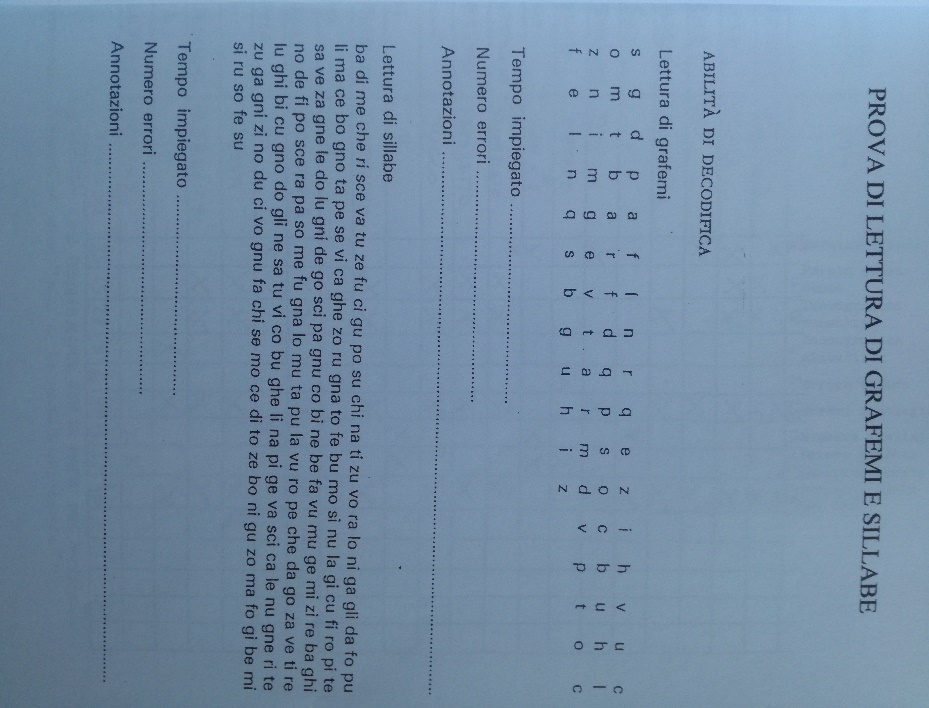 PROVA DI LETTURA DI GRAFEMI E SILLABE
ABILITÀ DI DECODIFICA
Lettura di grafemi
s g d p a f l n r q e z i h v u c
o m t b a r f d q p s o c b u h l
z n i m g e v t a r m d v p t o c
f e l n q s b g u h i z
Tempo impiegato ................................................
Numero errori ................................................
Annotazioni ................................................................................................
Lettura di sillabe
ba di me che ri sce va tu ze fu ci gu po su chi na ti zu vo ra lo ni ga gli da fo pu
li ma ce bo gno ta pe se vi ca ghe zo ru gna to fe bu mo si nu la gi cu fi ro pi te
sa ve za gne le do lu gni de go sci pa gnu co bi ne be fa vu mu ge mi zi re ba ghi
no de fi po sce ra pa so me fu gna lo mu ta pu la vu ro pe che da go za ve ti re
lu ghi bi cu gno do gli ne sa tu vi co bu ghe li na pi ge va sci ca le nu gne ri te
zu ga gni zi no du ci vo gnu fa chi se mo ce di to ze bo ni gu zo ma fo gi be mi
si ru so fe su
Tempo impiegato ................................................
Numero errori ................................................
Annotazioni ................................................................................................